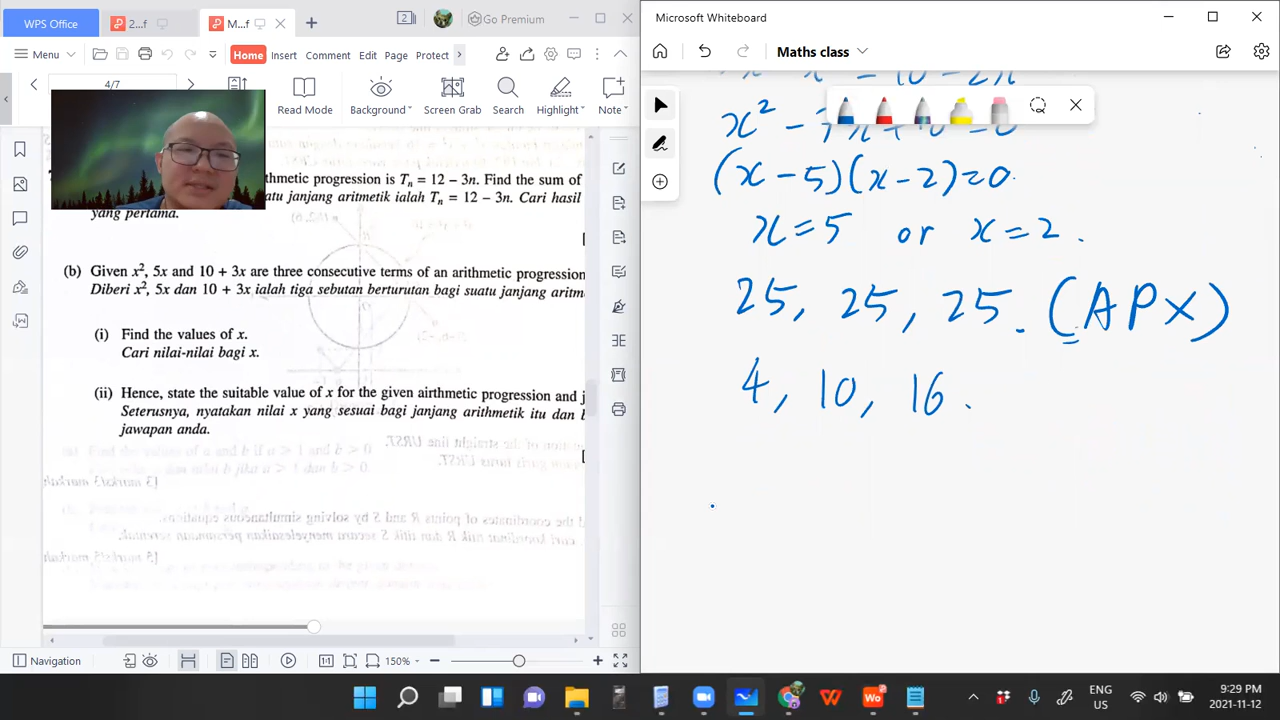 WPS Office
2...f
M...f
2
Go Premium
Menu
Home
Insert
Comment
Edit
Page
Protect
4/7
Read Mode
Background
Screen Grab
Search
Highlight
Note
thmetic progression is Tn = 12 – 3n. Find the sum of
atu janjang aritmetik ialah Tn = 12 – 3n. Cari hasil
yang pertama.
(b) Given x², 5x and 10 + 3x are three consecutive terms of an arithmetic progression
Diberi x², 5x dan 10 + 3x ialah tiga sebutan berturutan bagi suatu janjang aritm
(i) Find the values of x.
Cari nilai-nilai bagi x.
(ii) Hence, state the suitable value of x for the given airthmetic progression and j
Seterusnya, nyatakan nilai x yang sesuai bagi janjang arithmetik itu dan b
jawapan anda.
Navigation
150%
Microsoft Whiteboard
Maths class
(x - 5)(x - 2) = 0.
x = 5 or x = 2.
25, 25, 25. (AP X)
4, 10, 16.
Wo
ENG
US
9:29 PM
2021-11-12